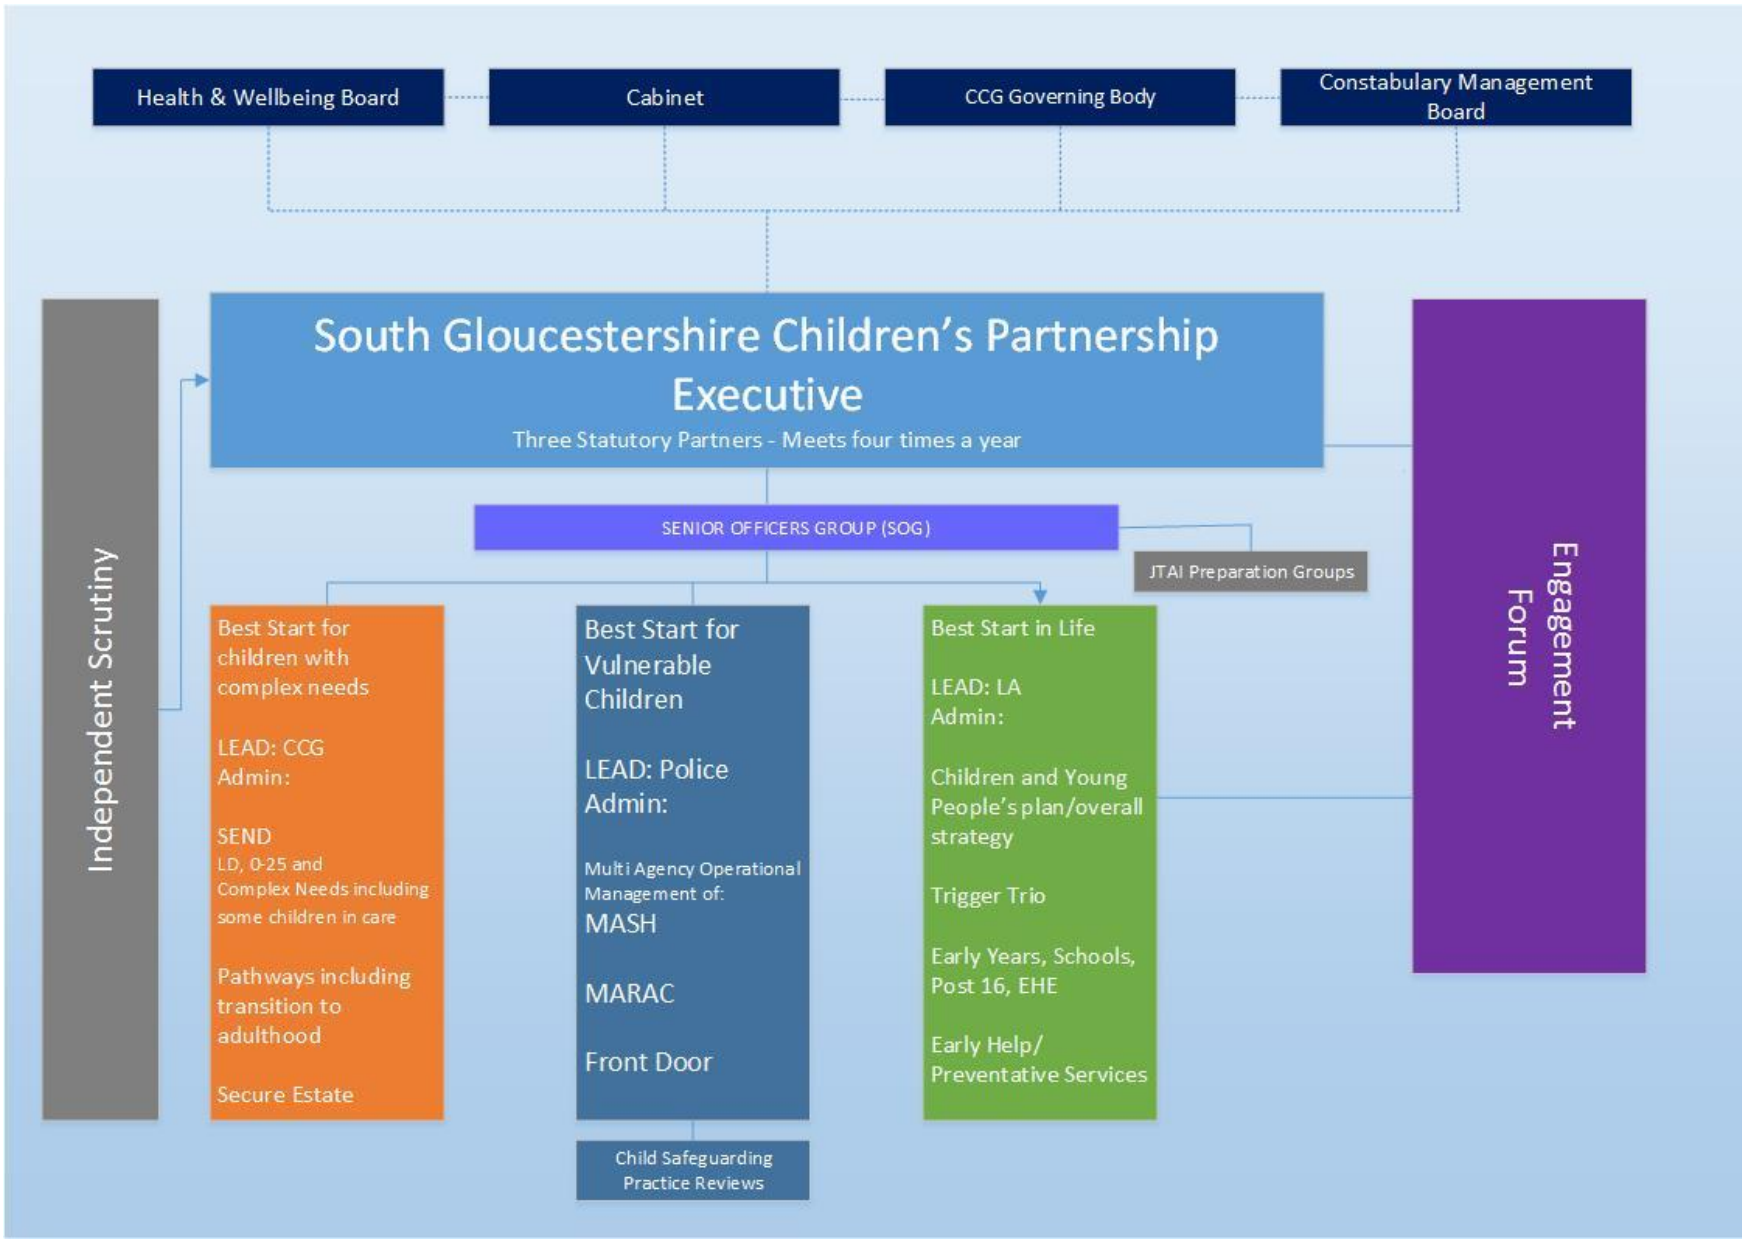 Health & Wellbeing Board
Cabinet
CCG Governing Body
Constabulary Management
Board
South Gloucestershire Children’s Partnership
Executive
Three Statutory Partners - Meets four times a year
Independent Scrutiny
Engagement
Forum
SENIOR OFFICERS GROUP (SOG)
JTAI Preparation Groups
Best Start for
children with
complex needs
LEAD: CCG
Admin:
SEND
LD, 0-25 and
Complex Needs including
some children in care
Pathways including
transition to
adulthood
Secure Estate
Best Start for
Vulnerable
Children
LEAD: Police
Admin:
Multi Agency Operational
Management of:
MASH
MARAC
Front Door
Child Safeguarding
Practice Reviews
Best Start in Life
LEAD: LA
Admin:
Children and Young
People’s plan/overall
strategy
Trigger Trio
Early Years, Schools,
Post 16, EHE
Early Help/
Preventative Services